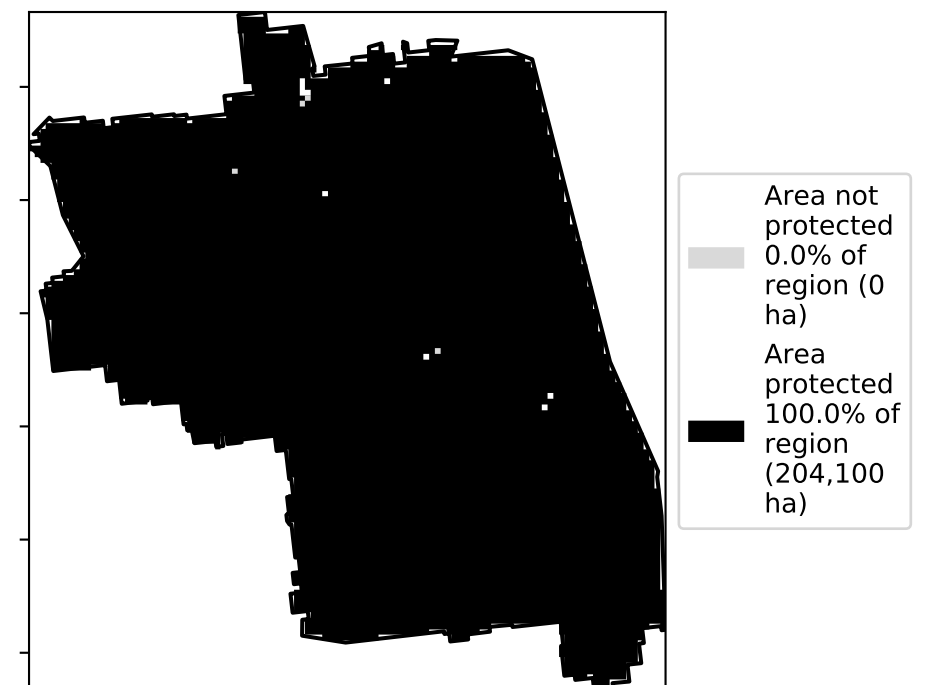 Area not
protected
0.0% of
region (0
ha)
Area
protected
100.0% of
region
(204,100
ha)